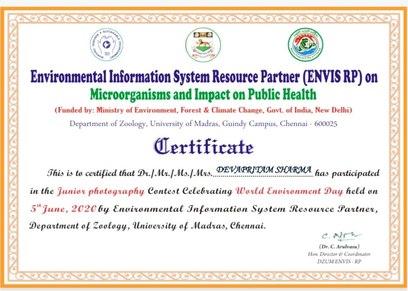 Environmental Information System Resource Partner (ENVIS RP) on
Microorganisms and Impact on Public Health
(Funded by: Ministry of Environment, Forest & Climate Change, Govt. of India, New Delhi)
Department of Zoology, University of Madras, Guindy Campus, Chennai - 600025
Certificate
This is to certified that Dr./Mr./Ms./Mrs. DEVAPRITAM SHARMA has participated
in the Junior photography Contest Celebrating World Environment Day held on
5th June, 2020 by Environmental Information System Resource Partner,
Department of Zoology, University of Madras, Chennai.
(Dr. C. Arulvasu)
Hon. Director & Coordinator
DZUM/ENVIS - RP